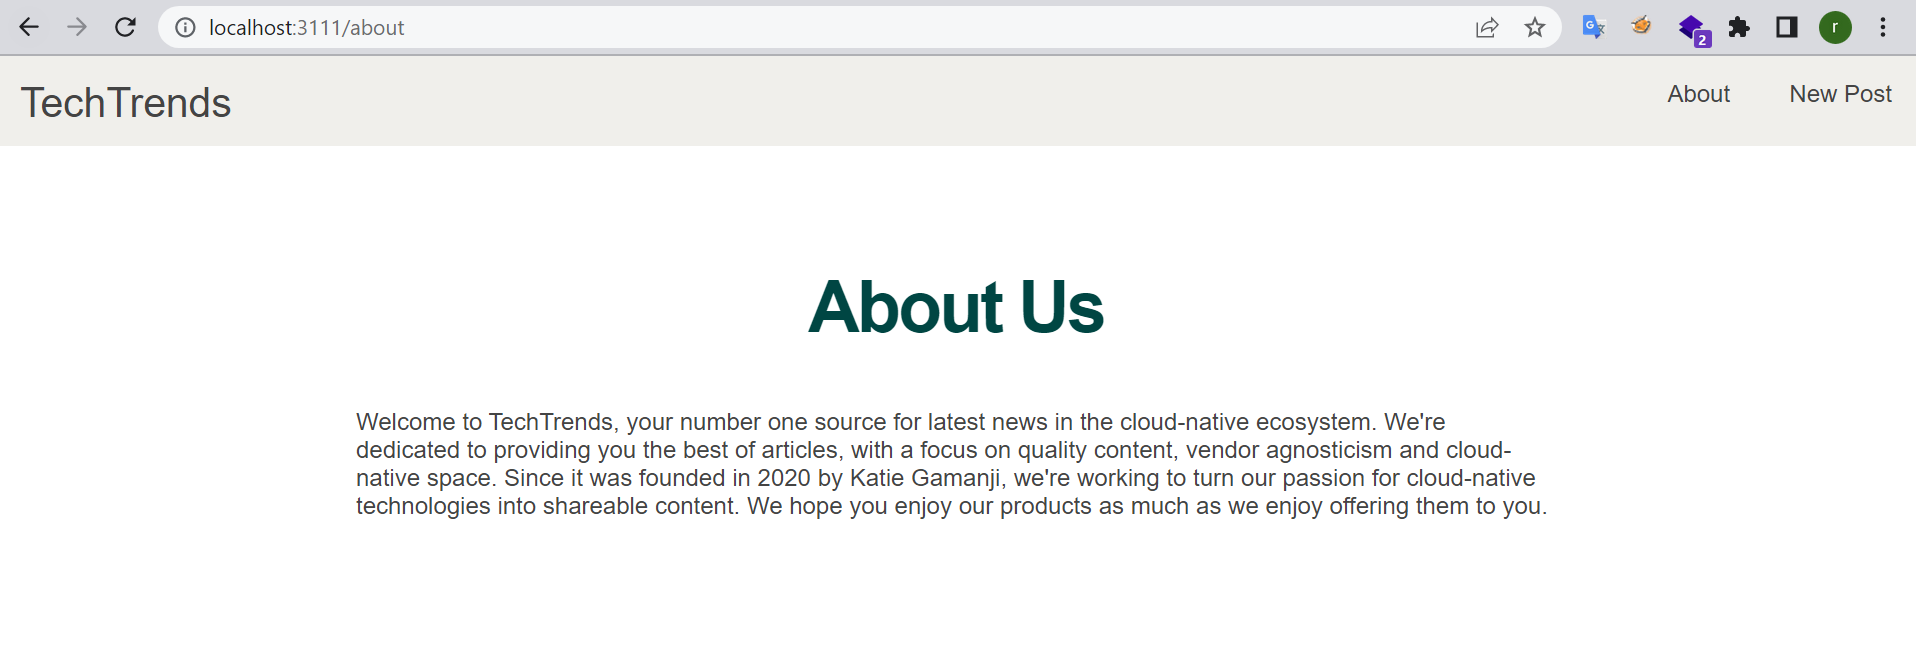 localhost:3111/about
2
r
TechTrends
About
New Post
About Us
Welcome to TechTrends, your number one source for latest news in the cloud-native ecosystem. We're
dedicated to providing you the best of articles, with a focus on quality content, vendor agnosticism and cloud-
native space. Since it was founded in 2020 by Katie Gamanji, we're working to turn our passion for cloud-native
technologies into shareable content. We hope you enjoy our products as much as we enjoy offering them to you.